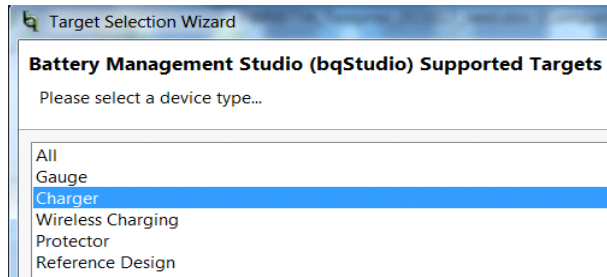 Target Selection Wizard
Battery Management Studio (bqStudio) Supported Targets
Please select a device type...
All
Gauge
Charger
Wireless Charging
Protector
Reference Design